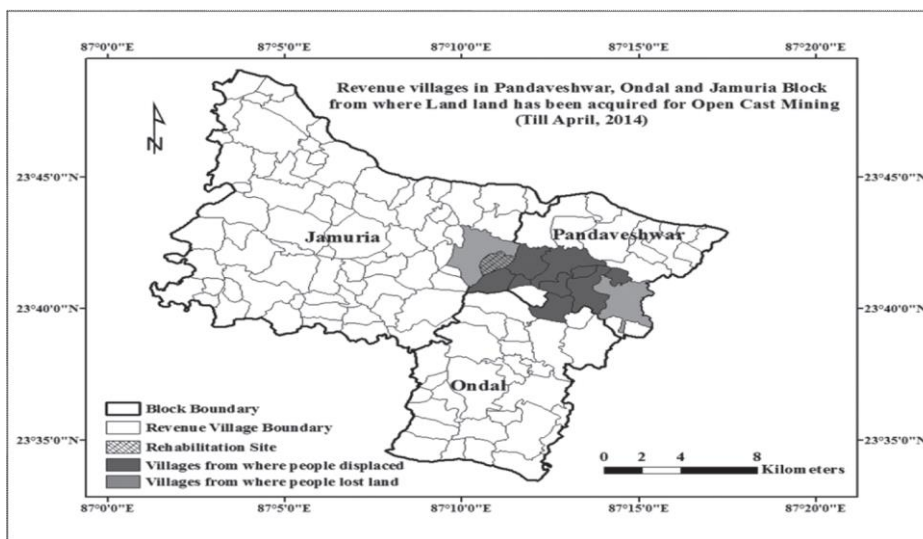 87°0'0"E 87°5'0"E 87°10'0"E 87°15'0"E 87°20'0"E
Revenue villages in Pandaveshwar, Ondal and Jamuria Block
from where Land land has been acquired for Open Cast Mining
(Till April, 2014)
N
23°45'0"N 23°45'0"N
Jamuria
Pandaveshwar
23°40'0"N 23°40'0"N
Ondal
Block Boundary
Revenue Village Boundary
Rehabilitation Site
Villages from where people displaced
Villages from where people lost land
23°35'0"N 23°35'0"N
0 2 4 8
Kilometers
87°0'0"E 87°5'0"E 87°10'0"E 87°15'0"E 87°20'0"E